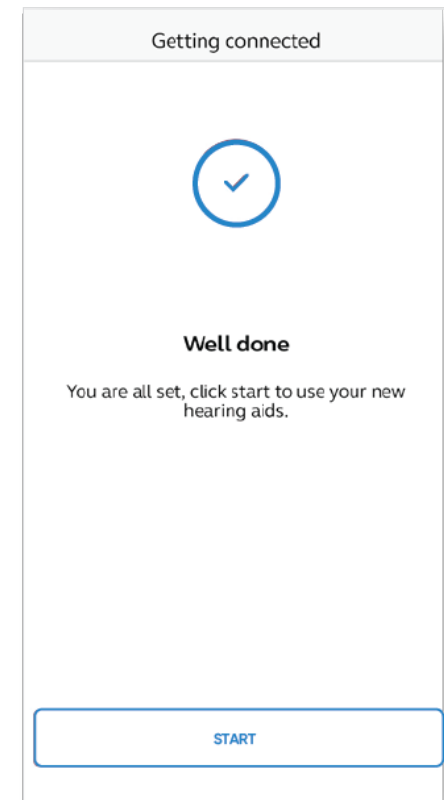 Getting connected
Well done
You are all set, click start to use your new
hearing aids.
START